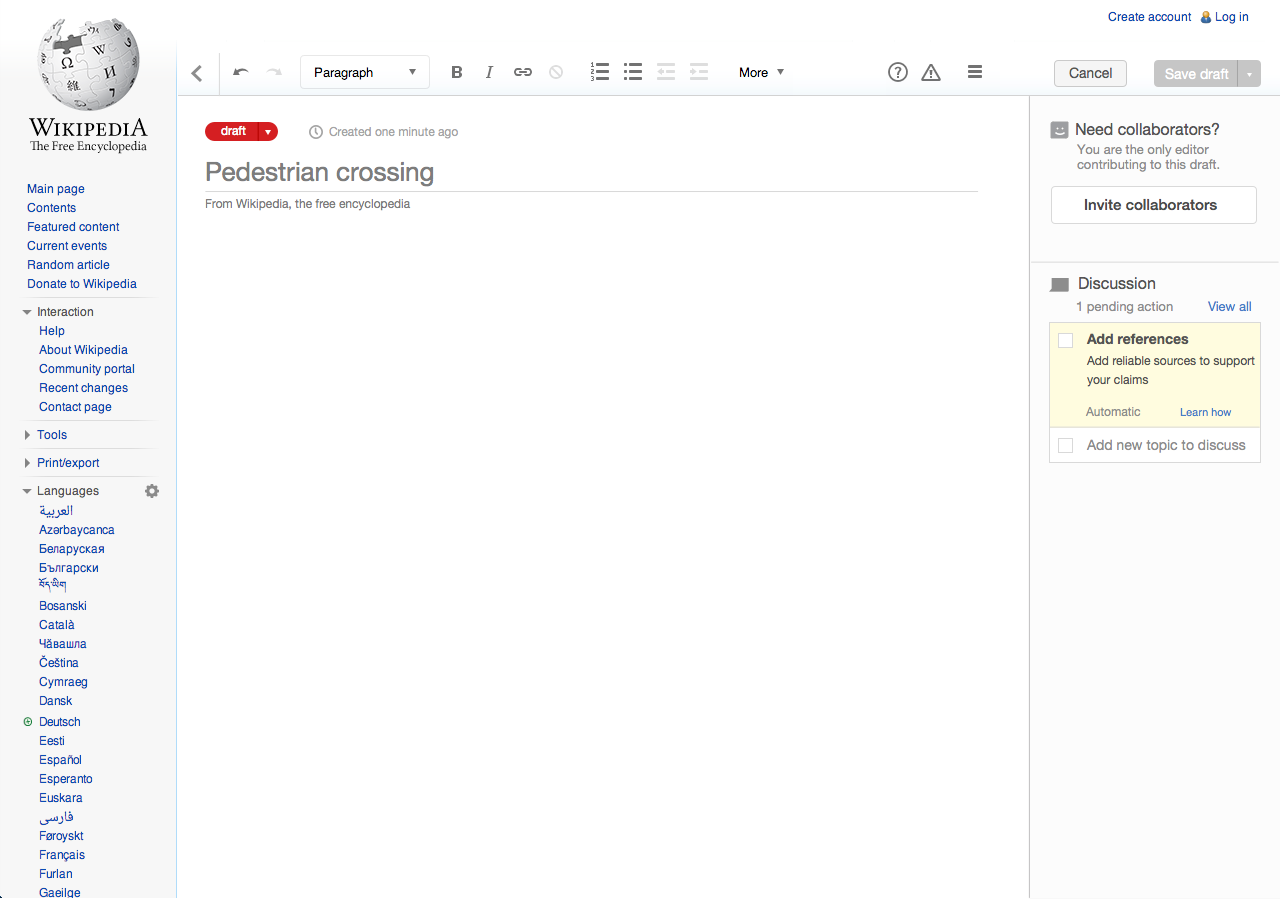 Create account Log in
WIKIPEDIA
The Free Encyclopedia
Paragraph
B I
More
Cancel
Save draft
Main page
Contents
Featured content
Current events
Random article
Donate to Wikipedia
Interaction
Help
About Wikipedia
Community portal
Recent changes
Contact page
Tools
Print/export
Languages
العربية
Azərbaycanca
Беларуская
Български
བོད་ཡིག
Bosanski
Català
Чӑвашла
Čeština
Cymraeg
Dansk
Deutsch
Eesti
Español
Esperanto
Euskara
فارسی
Føroyskt
Français
Furlan
Gaeilge
draft
Created one minute ago
Pedestrian crossing
From Wikipedia, the free encyclopedia
Need collaborators?
You are the only editor
contributing to this draft.
Invite collaborators
Discussion
1 pending action View all
Add references
Add reliable sources to support
your claims
Automatic Learn how
Add new topic to discuss